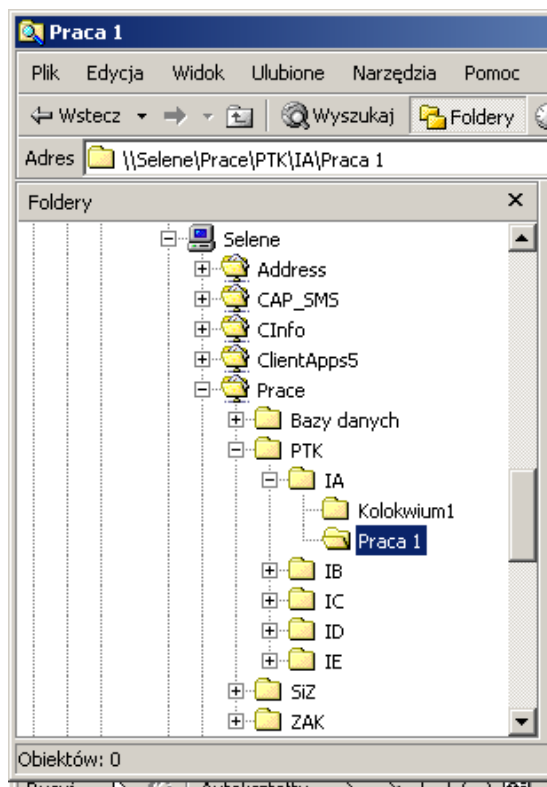 Praca 1
Plik Edycja Widok Ulubione Narzędzia Pomoc
Wstecz Wyszukaj Foldery
Adres \\Selene\Prace\PTK\IA\Praca 1
Foldery
Selene
Address
CAP_SMS
CInfo
ClientApps5
Prace
Bazy danych
PTK
IA
Kolokwium1
Praca 1
IB
IC
ID
IE
SiZ
ZAK
Obiektów: 0